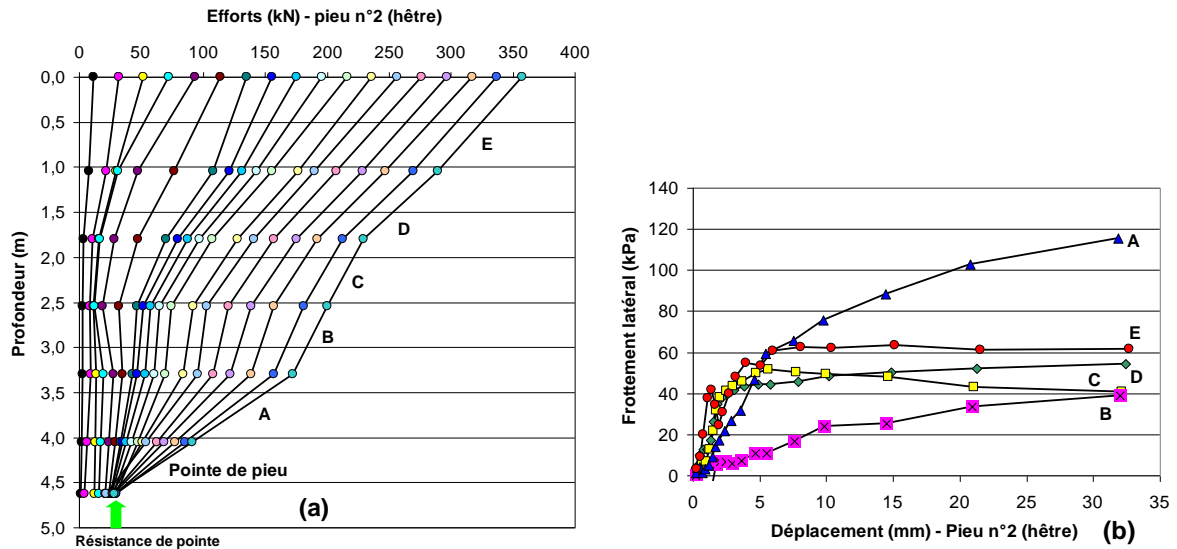 Efforts (kN) - pieu n°2 (hêtre)
0 50 100 150 200 250 300 350 400
Profondeur (m)
0,0
0,5
1,0
1,5
2,0
2,5
3,0
3,5
4,0
4,5
5,0
E
D
C
B
A
Pointe de pieu
(a)
Résistance de pointe
Frottement latéral (kPa)
140
120
100
80
60
40
20
0
A
E
D
C
B
0 5 10 15 20 25 30 35
Déplacement (mm) - Pieu n°2 (hêtre)
(b)